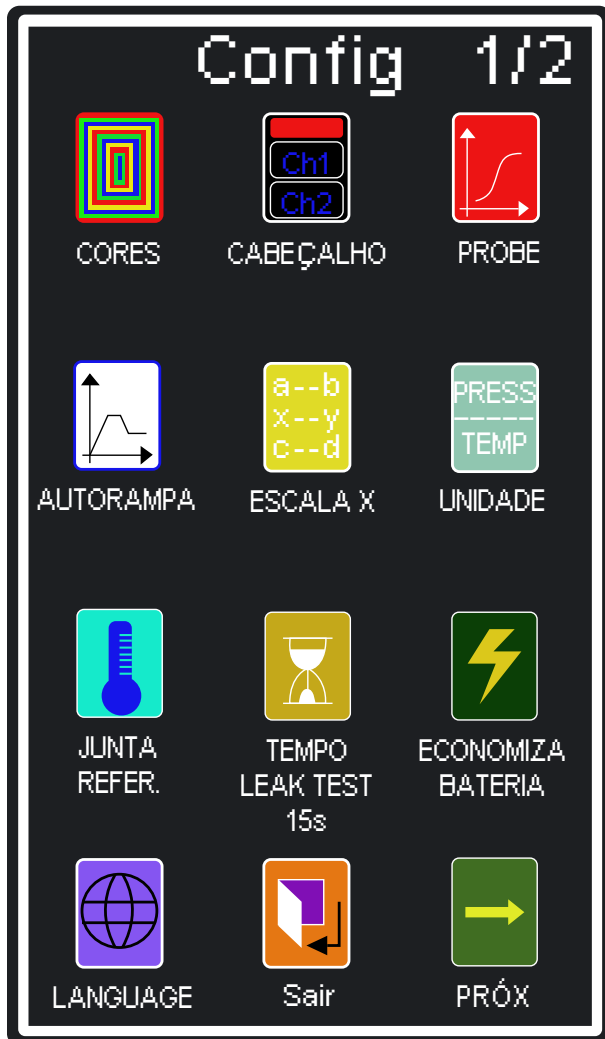 Config 1/2
Ch1
Ch2
CORES
CABEÇALHO
PROBE
a--b
x--y
c--d
PRESS
-----
TEMP
AUTORAMPA
ESCALA X
UNIDADE
JUNTA
REFER.
TEMPO
LEAK TEST
15s
ECONOMIZA
BATERIA
LANGUAGE
Sair
PRÓX